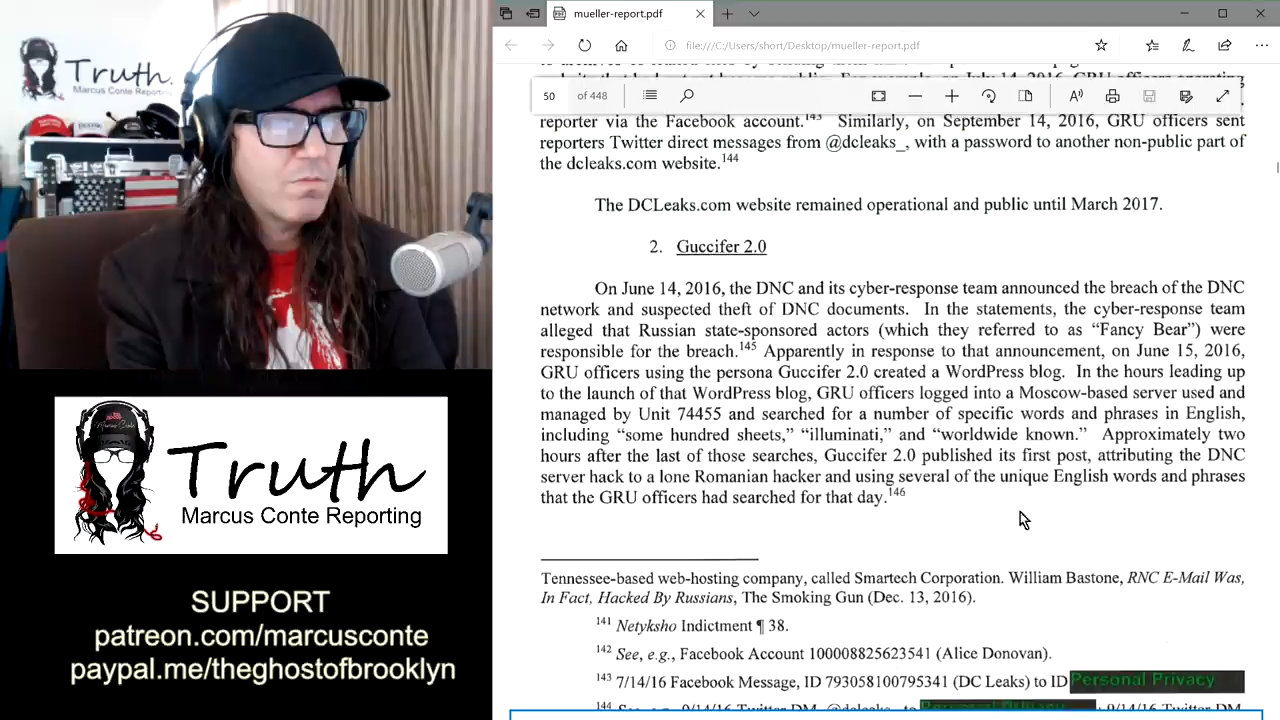 Truth.
Marcus Conte Reporting
Truth
Marcus Conte Reporting
SUPPORT
patreon.com/marcusconte
paypal.me/theghostofbrooklyn
mueller-report.pdf
file:///C:/Users/short/Desktop/mueller-report.pdf
50 of 448
reporter via the Facebook account.143 Similarly, on September 14, 2016, GRU officers sent
reporters Twitter direct messages from @dcleaks_, with a password to another non-public part of
the dcleaks.com website.144
The DCLeaks.com website remained operational and public until March 2017.
2. Guccifer 2.0
On June 14, 2016, the DNC and its cyber-response team announced the breach of the DNC
network and suspected theft of DNC documents. In the statements, the cyber-response team
alleged that Russian state-sponsored actors (which they referred to as “Fancy Bear”) were
responsible for the breach.145 Apparently in response to that announcement, on June 15, 2016,
GRU officers using the persona Guccifer 2.0 created a WordPress blog. In the hours leading up
to the launch of that WordPress blog, GRU officers logged into a Moscow-based server used and
managed by Unit 74455 and searched for a number of specific words and phrases in English,
including “some hundred sheets,” “illuminati,” and “worldwide known.” Approximately two
hours after the last of those searches, Guccifer 2.0 published its first post, attributing the DNC
server hack to a lone Romanian hacker and using several of the unique English words and phrases
that the GRU officers had searched for that day.146
Tennessee-based web-hosting company, called Smartech Corporation. William Bastone, RNC E-Mail Was,
In Fact, Hacked By Russians, The Smoking Gun (Dec. 13, 2016).
141 Netyksho Indictment ¶ 38.
142 See, e.g., Facebook Account 100008825623541 (Alice Donovan).
143 7/14/16 Facebook Message, ID 793058100795341 (DC Leaks) to ID Personal Privacy
144 See, e.g., 9/14/16 Twitter DM, @dcleaks_ to